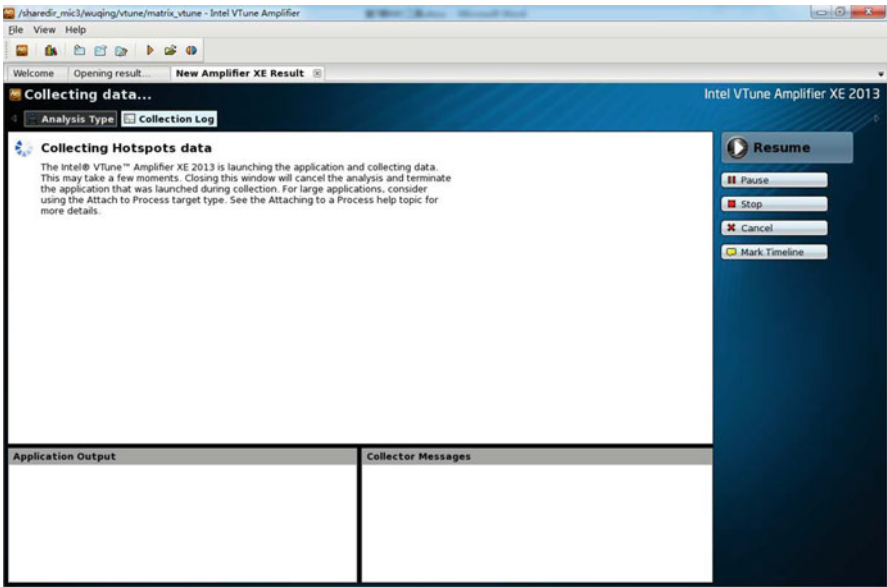 /sharedir_mic3/wuqing/vtune/matrix_vtune - Intel VTune Amplifier
File View Help
Welcome Opening result... New Amplifier XE Result
Collecting data... Intel VTune Amplifier XE 2013
Analysis Type Collection Log
Collecting Hotspots data
The Intel® VTune™ Amplifier XE 2013 is launching the application and collecting data.
This may take a few moments. Closing this window will cancel the analysis and terminate
the application that was launched during collection. For large applications, consider
using the Attach to Process target type. See the Attaching to a Process help topic for
more details.
Resume
Pause
Stop
Cancel
Mark Timeline
Application Output Collector Messages